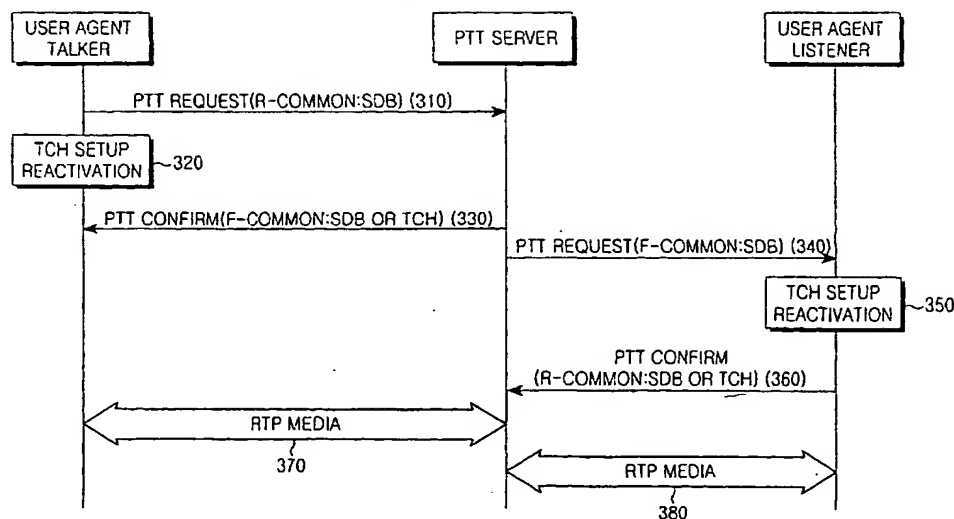 USER AGENT
TALKER
PTT SERVER
USER AGENT
LISTENER
PTT REQUEST(R-COMMON:SDB) (310)
TCH SETUP
REACTIVATION
320
PTT CONFIRM(F-COMMON:SDB OR TCH) (330)
PTT REQUEST(F-COMMON:SDB) (340)
TCH SETUP
REACTIVATION
350
PTT CONFIRM
(R-COMMON:SDB OR TCH) (360)
RTP MEDIA
370
RTP MEDIA
380